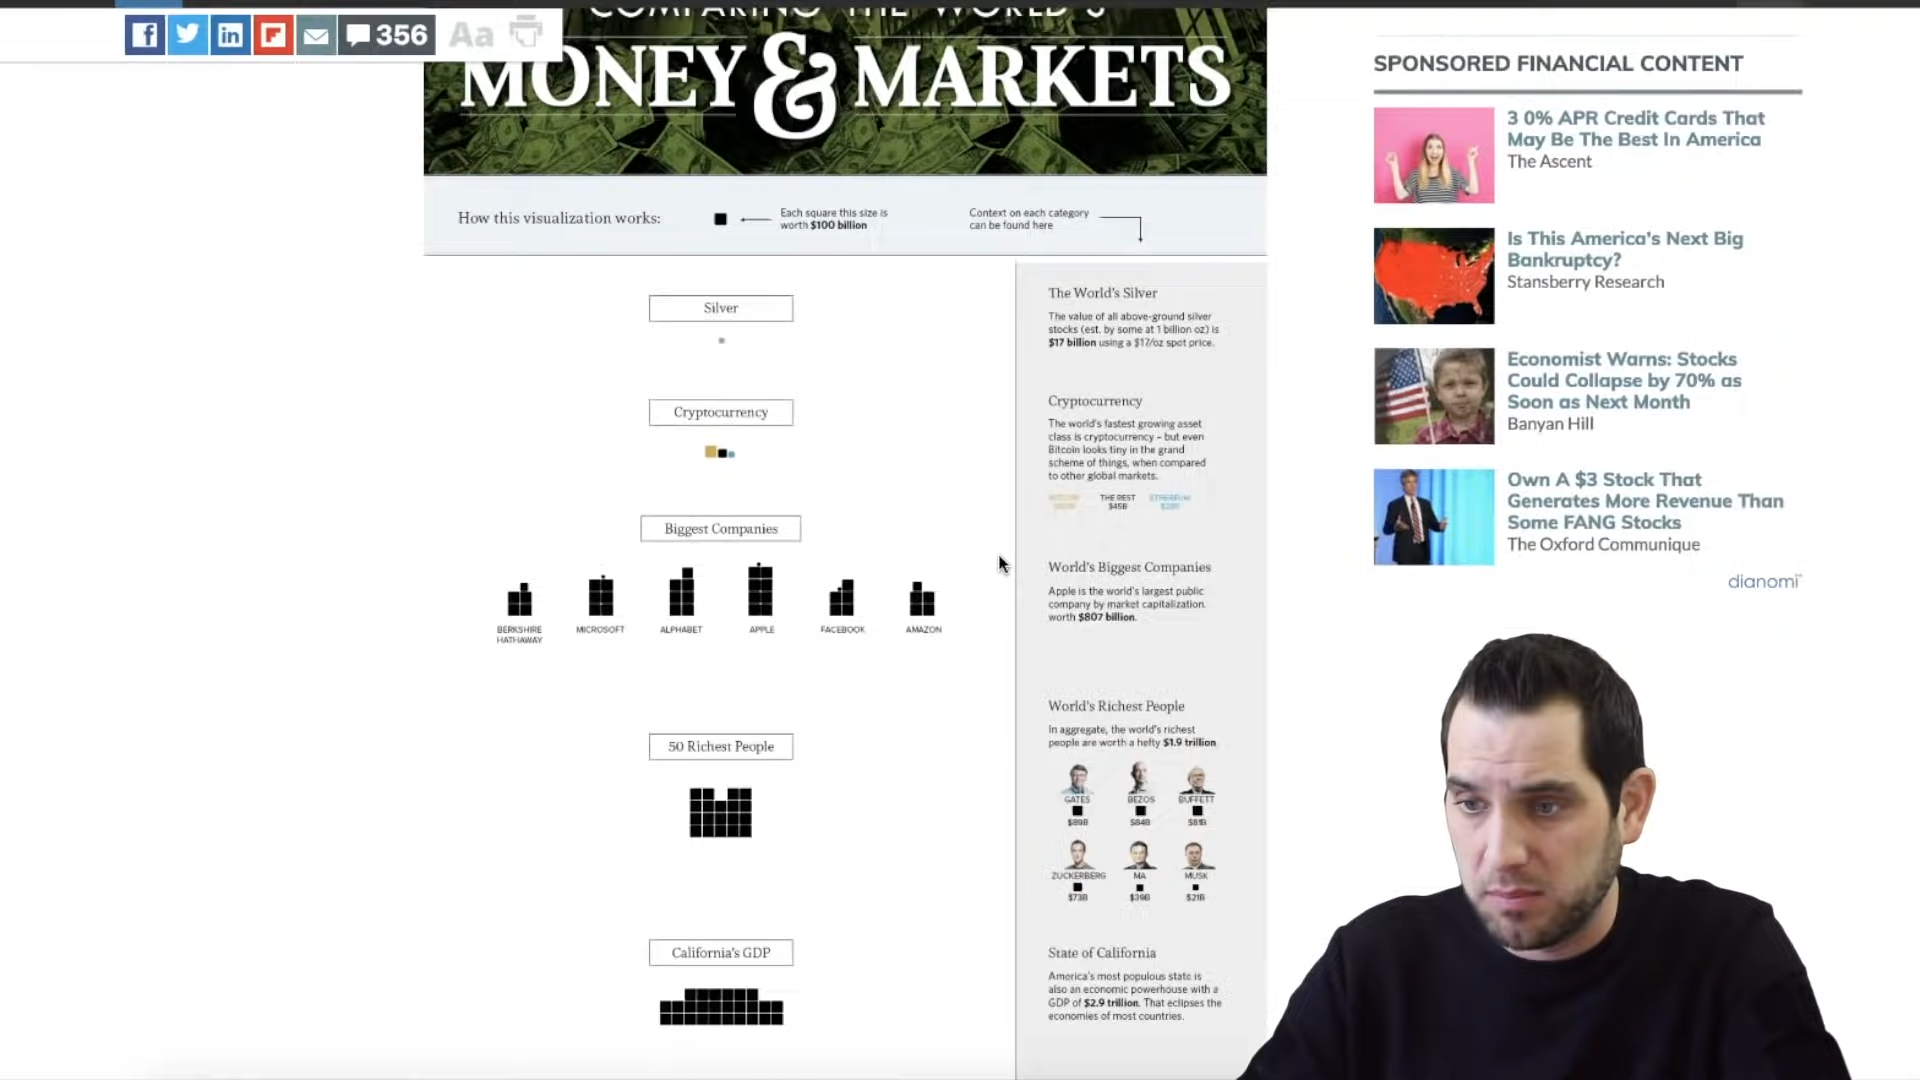 356
Aa
COMPARING THE WORLD'S
MONEY & MARKETS
How this visualization works:
Each square this size is
worth $100 billion
Context on each category
can be found here
Silver
Cryptocurrency
Biggest Companies
BERKSHIRE
HATHAWAY
MICROSOFT
ALPHABET
APPLE
FACEBOOK
AMAZON
50 Richest People
California's GDP
The World's Silver
The value of all above-ground silver
stocks (est. by some at 1 billion oz) is
$17 billion using a $17/oz spot price.
Cryptocurrency
The world's fastest growing asset
class is cryptocurrency – but even
Bitcoin looks tiny in the grand
scheme of things, when compared
to other global markets.
THE REST
$45B
ETHEREUM
World's Biggest Companies
Apple is the world's largest public
company by market capitalization.
worth $807 billion.
World's Richest People
In aggregate, the world's richest
people are worth a hefty $1.9 trillion
GATES
BEZOS
BUFFETT
$89B
$84B
$81B
ZUCKERBERG
MA
MUSK
$73B
$39B
$21B
State of California
America's most populous state is
also an economic powerhouse with a
GDP of $2.9 trillion. That eclipses the
economies of most countries.
SPONSORED FINANCIAL CONTENT
3 0% APR Credit Cards That
May Be The Best In America
The Ascent
Is This America's Next Big
Bankruptcy?
Stansberry Research
Economist Warns: Stocks
Could Collapse by 70% as
Soon as Next Month
Banyan Hill
Own A $3 Stock That
Generates More Revenue Than
Some FANG Stocks
The Oxford Communique
dianomi